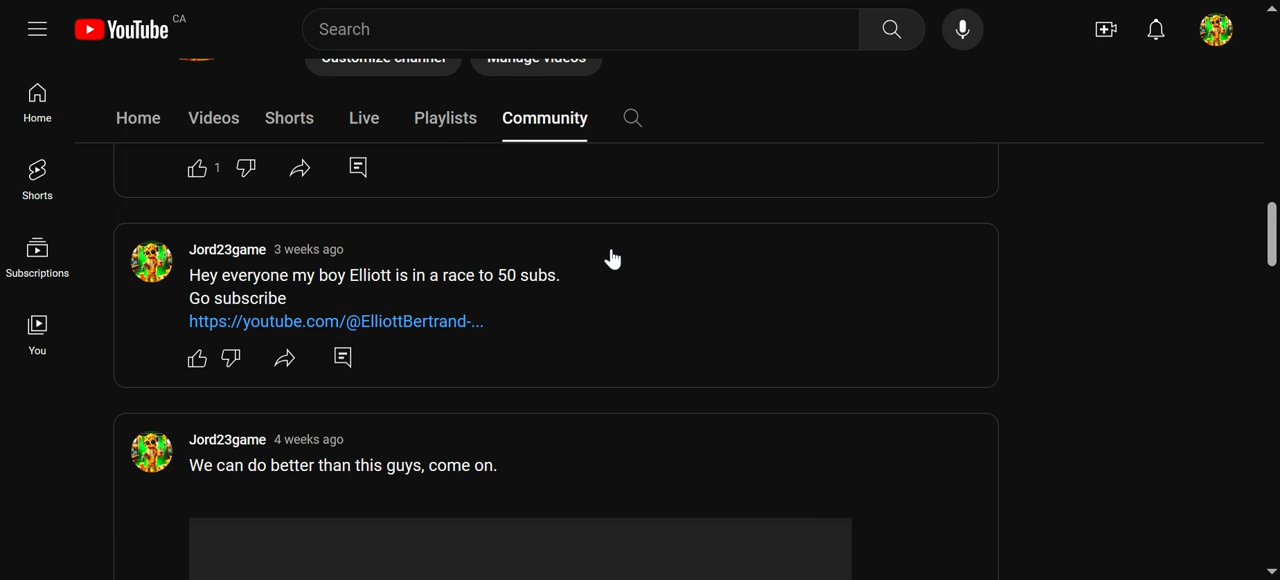 YouTube CA
Search
Customize channel
Manage videos
Home
Videos
Shorts
Live
Playlists
Community
Home
Shorts
Subscriptions
You
1
Jord23game 3 weeks ago
Hey everyone my boy Elliott is in a race to 50 subs.
Go subscribe
https://youtube.com/@ElliottBertrand-...
Jord23game 4 weeks ago
We can do better than this guys, come on.